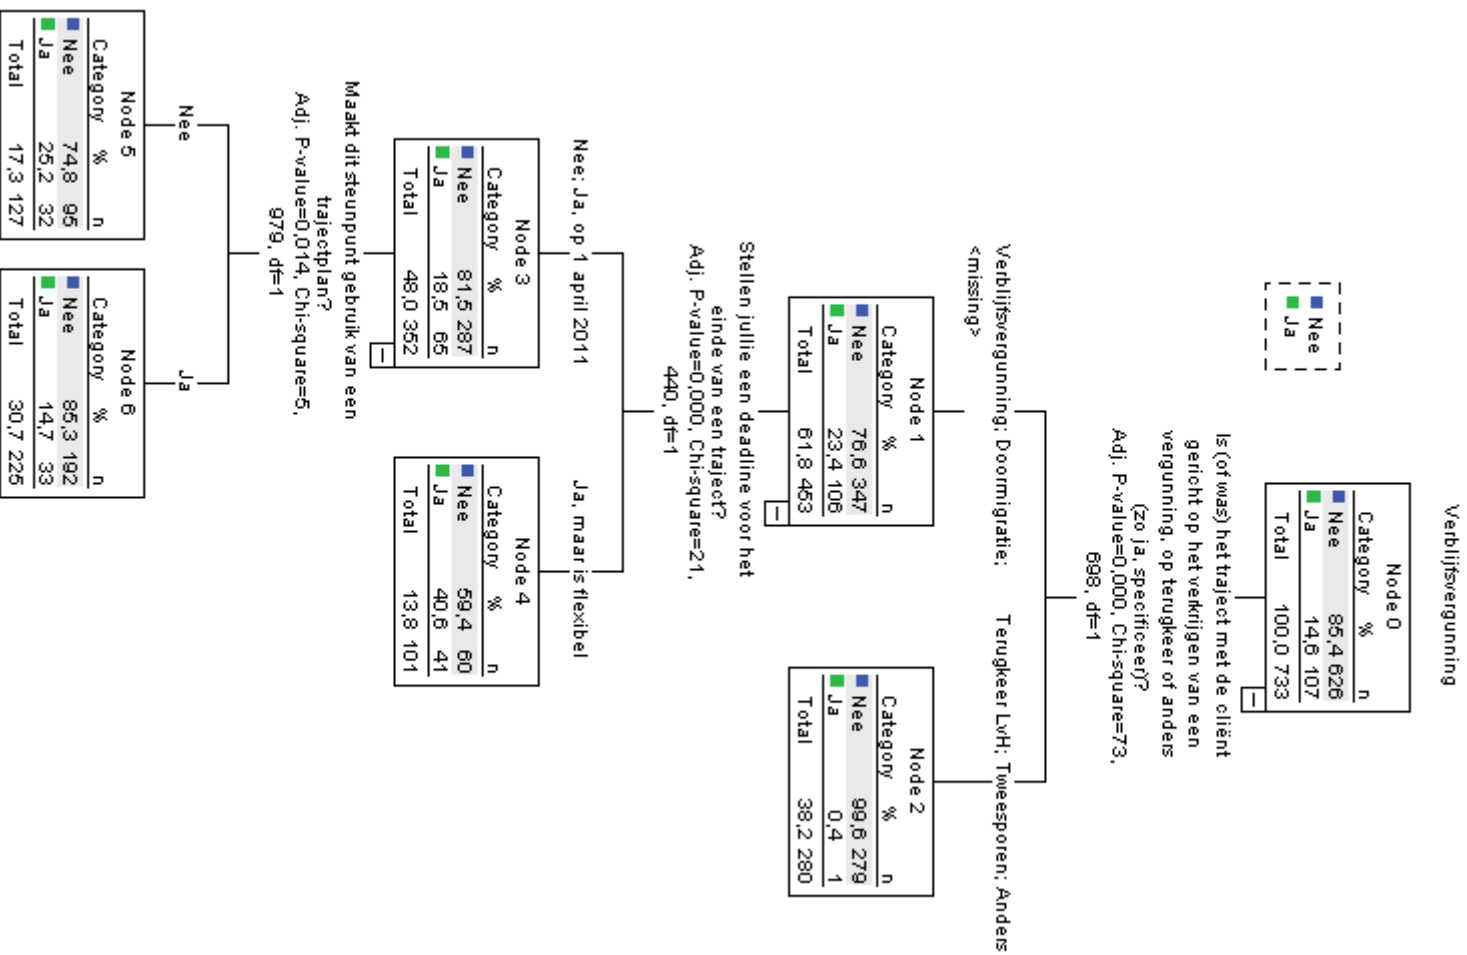 Verblijfsvergunning
Nee
Ja
Node 0
Category % n
Nee 85,4 626
Ja 14,6 107
Total 100,0 733
Is (of was) het traject met de cliënt
gericht op het verkrijgen van een
vergunning, op terugkeer of anders
(zo ja, specificeer)?
Adj. P-value=0,000, Chi-square=73,
698, df=1
Verblijfsvergunning; Doormigratie;
<missing>
Terugkeer LvH; Tweesporen; Anders
Node 1
Category % n
Nee 76,6 347
Ja 23,4 106
Total 61,8 453
Node 2
Category % n
Nee 99,6 279
Ja 0,4 1
Total 38,2 280
Stellen jullie een deadline voor het
einde van een traject?
Adj. P-value=0,000, Chi-square=21,
440, df=1
Nee; Ja, op 1 april 2011
Ja, maar is flexibel
Node 3
Category % n
Nee 81,5 287
Ja 18,5 65
Total 48,0 352
Node 4
Category % n
Nee 59,4 60
Ja 40,6 41
Total 13,8 101
Maakt dit steunpunt gebruik van een
trajectplan?
Adj. P-value=0,014, Chi-square=5,
979, df=1
Nee
Ja
Node 5
Category % n
Nee 74,8 95
Ja 25,2 32
Total 17,3 127
Node 6
Category % n
Nee 85,3 192
Ja 14,7 33
Total 30,7 225